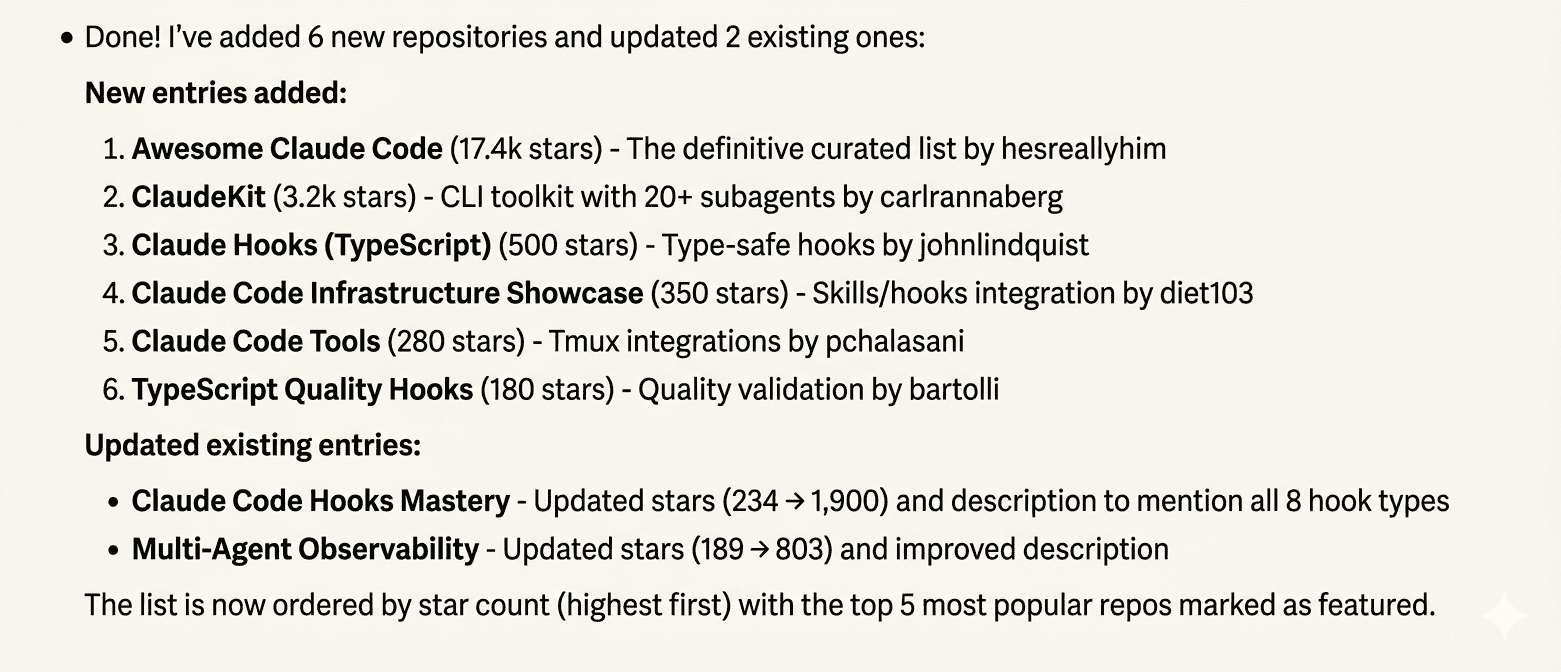 • Done! I’ve added 6 new repositories and updated 2 existing ones:
New entries added:
1. Awesome Claude Code (17.4k stars) - The definitive curated list by hesreallyhim
2. ClaudeKit (3.2k stars) - CLI toolkit with 20+ subagents by carlrannaberg
3. Claude Hooks (TypeScript) (500 stars) - Type-safe hooks by johnlindquist
4. Claude Code Infrastructure Showcase (350 stars) - Skills/hooks integration by diet103
5. Claude Code Tools (280 stars) - Tmux integrations by pchalasani
6. TypeScript Quality Hooks (180 stars) - Quality validation by bartolli
Updated existing entries:
• Claude Code Hooks Mastery - Updated stars (234 → 1,900) and description to mention all 8 hook types
• Multi-Agent Observability - Updated stars (189 → 803) and improved description
The list is now ordered by star count (highest first) with the top 5 most popular repos marked as featured.